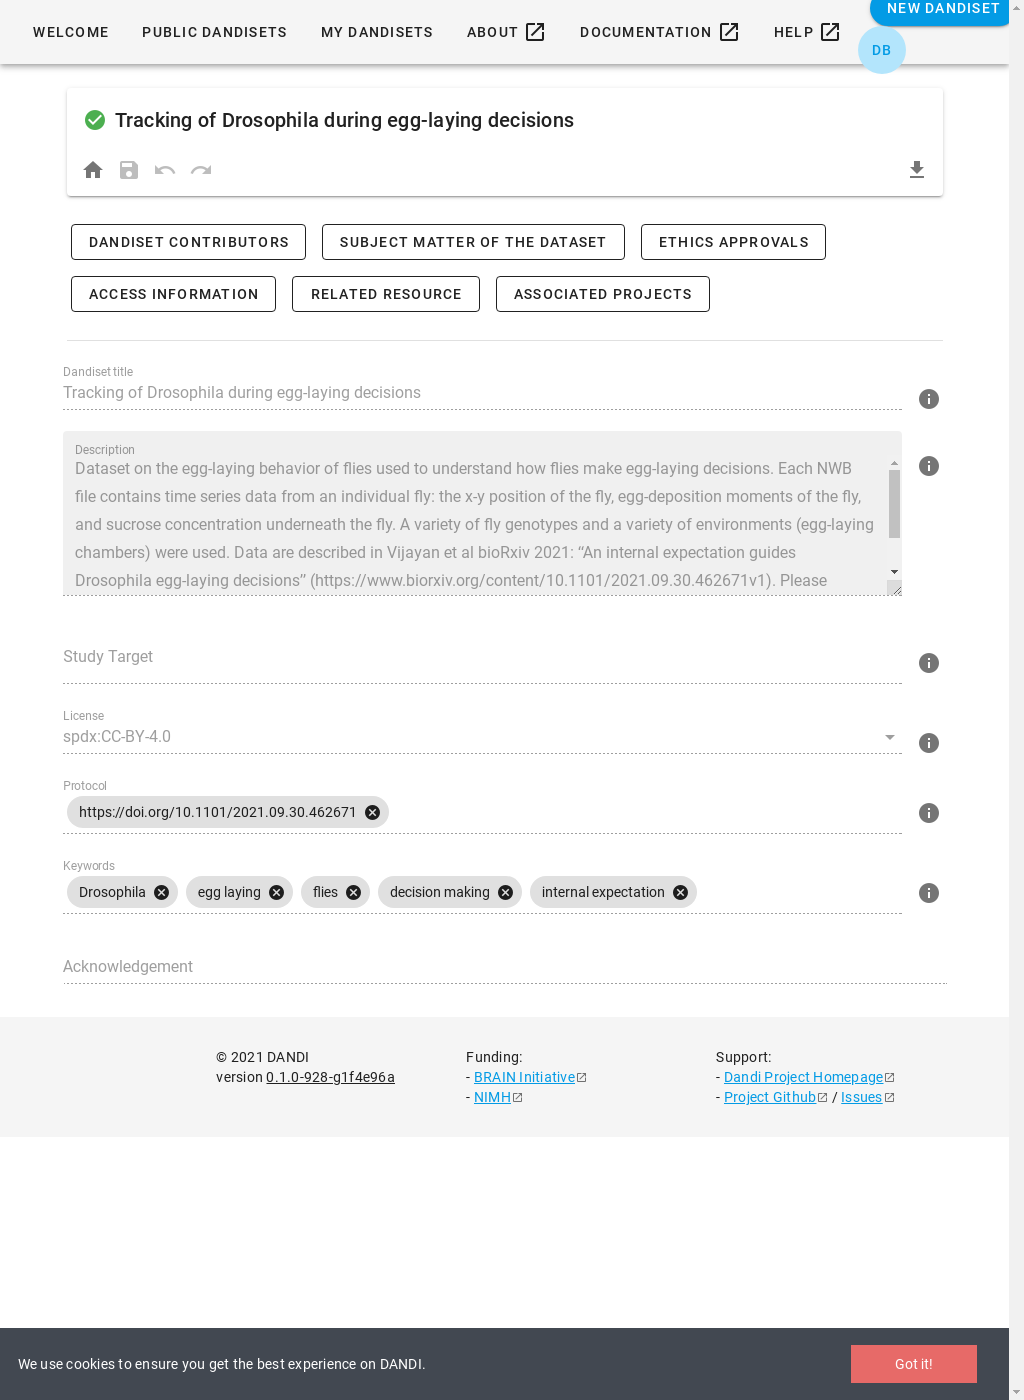 WELCOME PUBLIC DANDISETS MY DANDISETS ABOUT DOCUMENTATION HELP NEW DANDISET
DB
Tracking of Drosophila during egg-laying decisions
DANDISET CONTRIBUTORS SUBJECT MATTER OF THE DATASET ETHICS APPROVALS
ACCESS INFORMATION RELATED RESOURCE ASSOCIATED PROJECTS
Dandiset title
Tracking of Drosophila during egg-laying decisions
Description
Dataset on the egg-laying behavior of flies used to understand how flies make egg-laying decisions. Each NWB
file contains time series data from an individual fly: the x-y position of the fly, egg-deposition moments of the fly,
and sucrose concentration underneath the fly. A variety of fly genotypes and a variety of environments (egg-laying
chambers) were used. Data are described in Vijayan et al bioRxiv 2021: “An internal expectation guides
Drosophila egg-laying decisions” (https://www.biorxiv.org/content/10.1101/2021.09.30.462671v1). Please
Study Target
License
spdx:CC-BY-4.0
Protocol
https://doi.org/10.1101/2021.09.30.462671
Keywords
Drosophila egg laying flies decision making internal expectation
Acknowledgement
© 2021 DANDI Funding: Support:
version 0.1.0-928-g1f4e96a - BRAIN Initiative - Dandi Project Homepage
- NIMH - Project Github / Issues
We use cookies to ensure you get the best experience on DANDI. Got it!